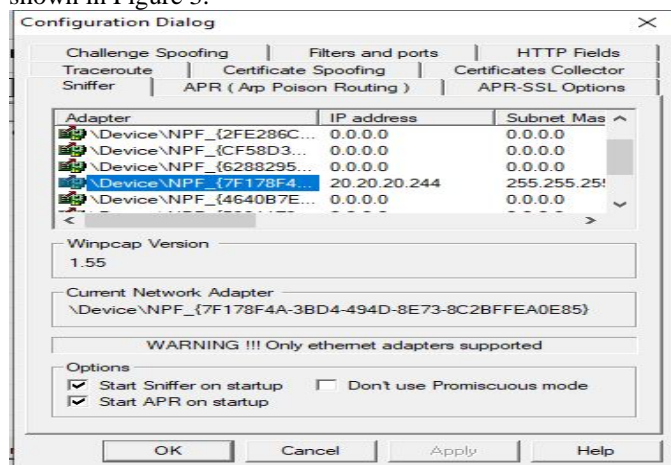 shown in Figure 3.
Configuration Dialog
Challenge Spoofing
Filters and ports
HTTP Fields
Traceroute
Certificate Spoofing
Certificates Collector
Sniffer
APR ( Arp Poison Routing )
APR-SSL Options
Adapter IP address Subnet Mas
\Device\NPF_{2FE286C... 0.0.0.0 0.0.0.0
\Device\NPF_{CF58D3... 0.0.0.0 0.0.0.0
\Device\NPF_{6288295... 0.0.0.0 0.0.0.0
\Device\NPF_{7F178F4... 20.20.20.244 255.255.25
\Device\NPF_{4640B7E... 0.0.0.0 0.0.0.0
Winpcap Version
1.55
Current Network Adapter
\Device\NPF_{7F178F4A-3BD4-494D-8E73-8C2BFFEA0E85}
WARNING !!! Only ethernet adapters supported
Options
Start Sniffer on startup
Don't use Promiscuous mode
Start APR on startup
OK
Cancel
Apply
Help